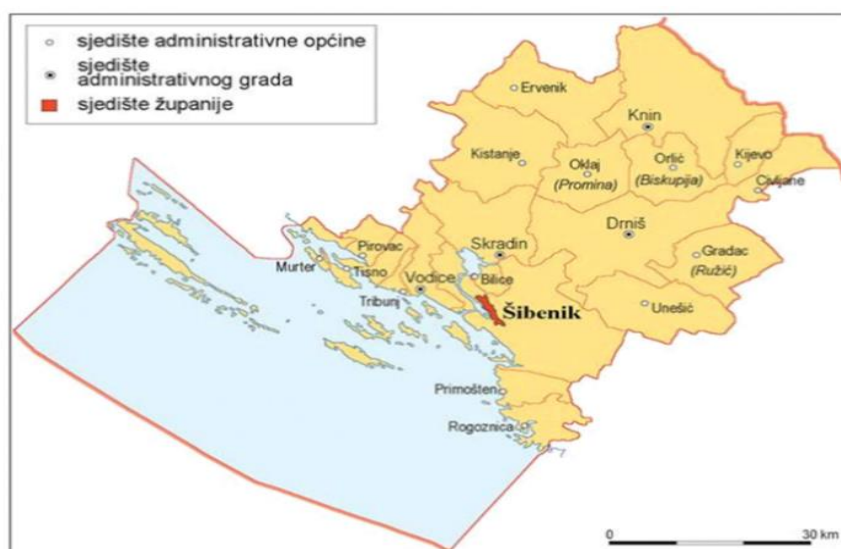 sjedište administrativne općine
sjedište
administrativnog grada
sjedište županije
Ervenik
Knin
Kistanje
Oklaj
(Promina)
Orlić
(Biskupija)
Kijevo
Civljane
Drniš
Skradin
Gradac
(Ružić)
Pirovac
Murter
Tisno
Vodice
Bilice
Tribunj
Šibenik
Unešić
Primošten
Rogoznica
0 30 km